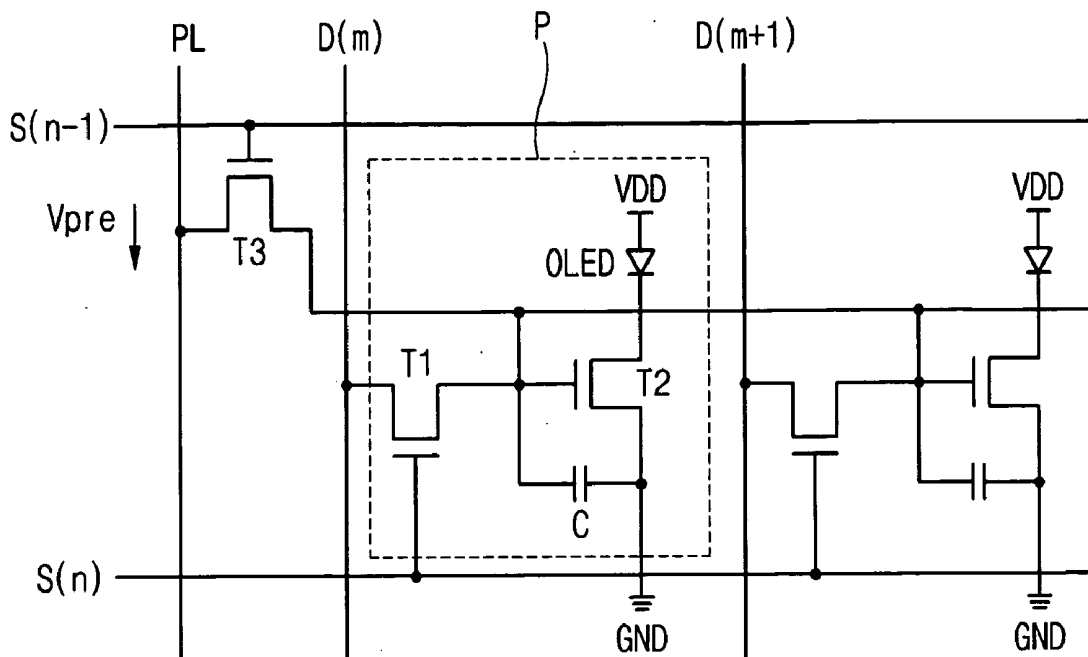 PL
D(m)
P
D(m+1)
S(n-1)
Vpre
T3
VDD
VDD
OLED
T1
T2
C
S(n)
GND
GND